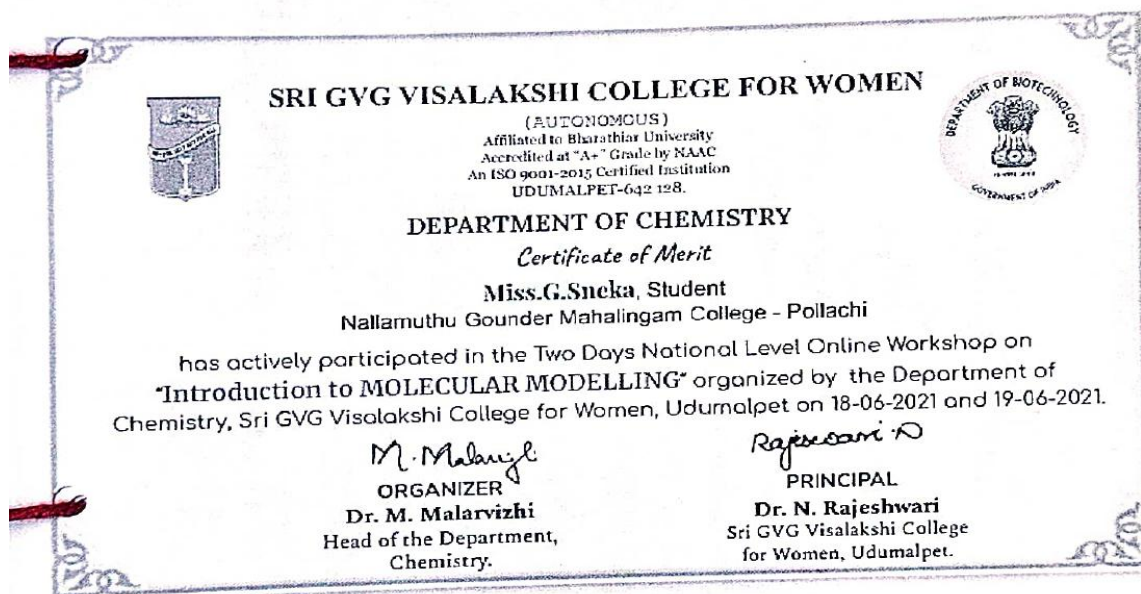 SRI GVG VISALAKSHI COLLEGE FOR WOMEN
(AUTONOMOUS)
Affiliated to Bharathiar University
Accredited at "A+" Grade by NAAC
An ISO 9001-2015 Certified Institution
UDUMALPET-642 128.
DEPARTMENT OF BIOTECHNOLOGY
GOVERNMENT OF INDIA
DEPARTMENT OF CHEMISTRY
Certificate of Merit
Miss.G.Sneka, Student
Nallamuthu Gounder Mahalingam College - Pollachi
has actively participated in the Two Days National Level Online Workshop on
"Introduction to MOLECULAR MODELLING" organized by the Department of
Chemistry, Sri GVG Visalakshi College for Women, Udumalpet on 18-06-2021 and 19-06-2021.
Rajeswari N
ORGANIZER
Dr. M. Malarvizhi
Head of the Department,
Chemistry.
PRINCIPAL
Dr. N. Rajeshwari
Sri GVG Visalakshi College
for Women, Udumalpet.